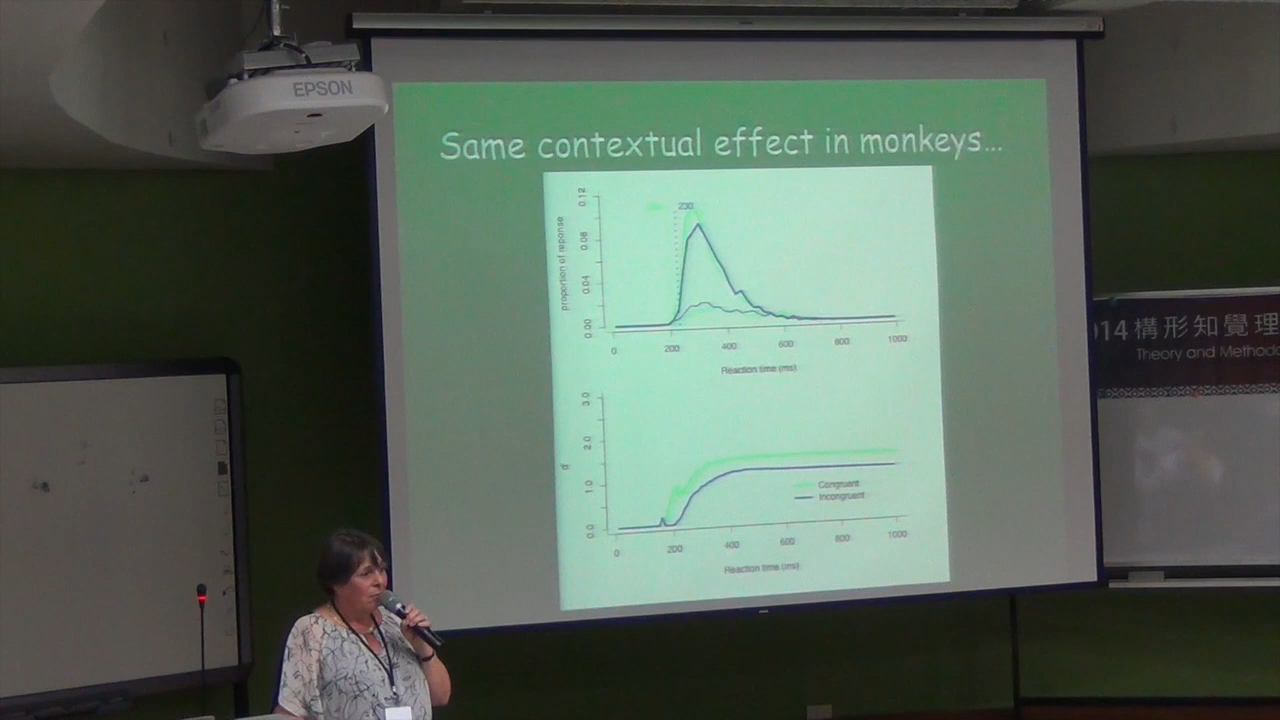 EPSON
Same contextual effect in monkeys...
230
proportion of reponse
0.00 0.04 0.08 0.12
0 200 400 600 800 1000
Reaction time (ms)
d'
0.0 1.0 2.0 3.0
Congruent
Incongruent
0 200 400 600 800 1000
Reaction time (ms)
014 構形知覺理
Theory and Methodo